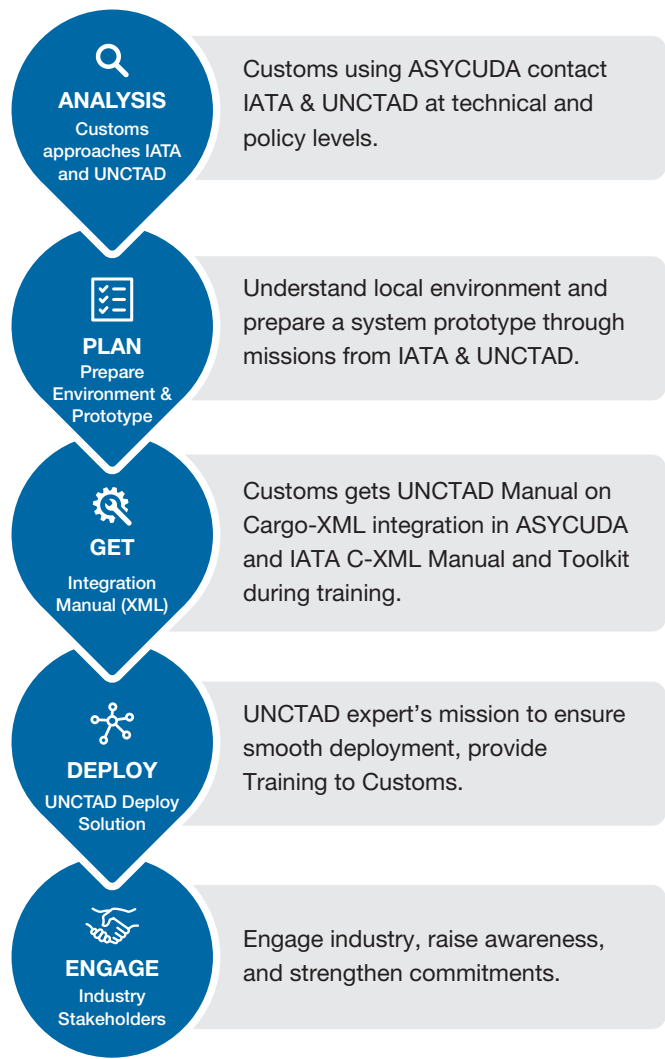 ANALYSIS
Customs
approaches IATA
and UNCTAD
Customs using ASYCUDA contact
IATA & UNCTAD at technical and
policy levels.
PLAN
Prepare
Environment &
Prototype
Understand local environment and
prepare a system prototype through
missions from IATA & UNCTAD.
GET
Integration
Manual (XML)
Customs gets UNCTAD Manual on
Cargo-XML integration in ASYCUDA
and IATA C-XML Manual and Toolkit
during training.
DEPLOY
UNCTAD Deploy
Solution
UNCTAD expert’s mission to ensure
smooth deployment, provide
Training to Customs.
ENGAGE
Industry
Stakeholders
Engage industry, raise awareness,
and strengthen commitments.